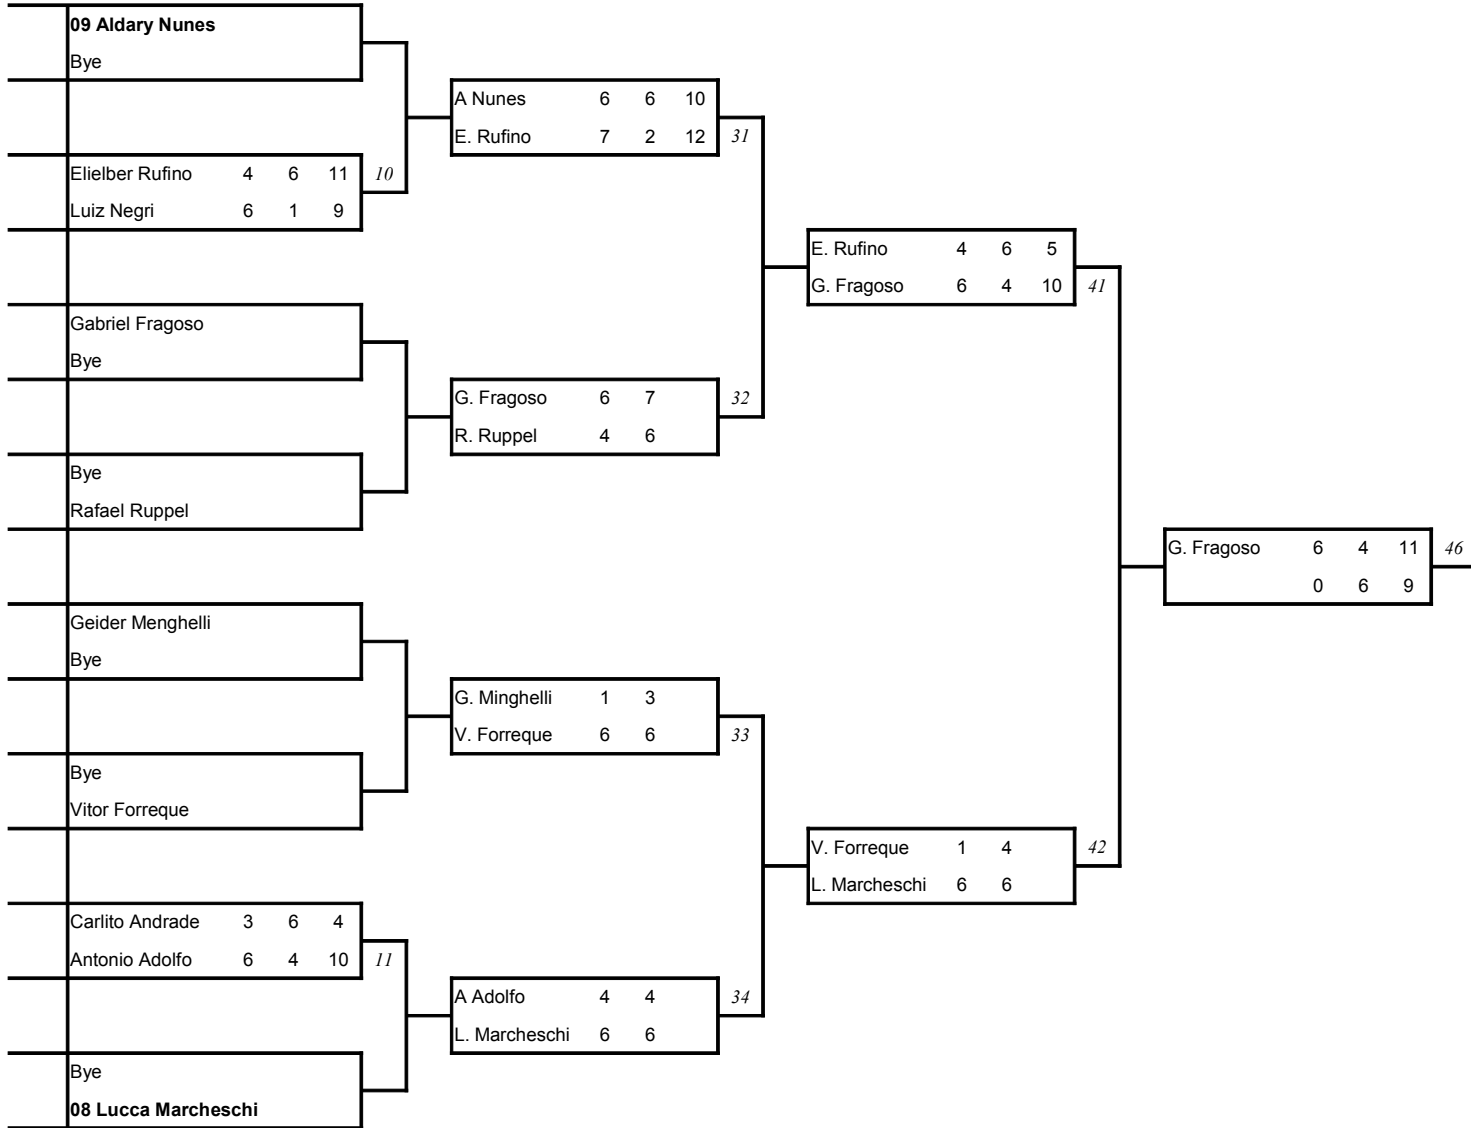 09 Aldary Nunes
Bye
A Nunes 6 6 10
E. Rufino 7 2 12 31
Elielber Rufino 4 6 11 10
Luiz Negri 6 1 9
E. Rufino 4 6 5
G. Fragoso 6 4 10 41
Gabriel Fragoso
Bye
G. Fragoso 6 7 32
R. Ruppel 4 6
Bye
Rafael Ruppel
G. Fragoso 6 4 11 46
0 6 9
Geider Menghelli
Bye
G. Minghelli 1 3
V. Forreque 6 6 33
Bye
Vitor Forreque
V. Forreque 1 4 42
L. Marcheschi 6 6
Carlito Andrade 3 6 4
Antonio Adolfo 6 4 10 11
A Adolfo 4 4 34
L. Marcheschi 6 6
Bye
08 Lucca Marcheschi